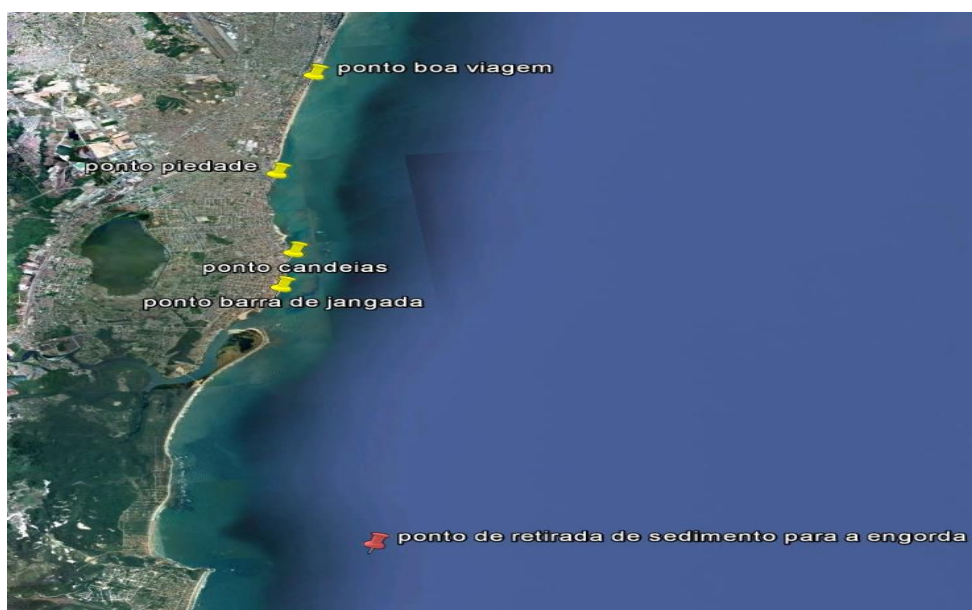 ponto boa viagem
ponto piedade
ponto candeias
ponto barra de jangada
ponto de retirada de sedimento para a engorda